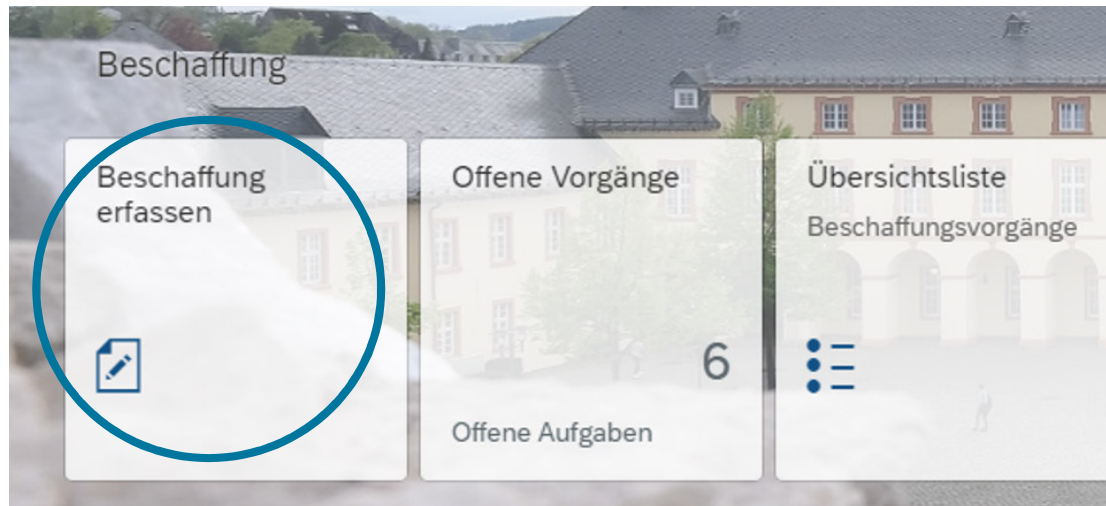 Beschaffung
Beschaffung
erfassen
Offene Vorgänge
6
Offene Aufgaben
Übersichtsliste
Beschaffungsvorgänge